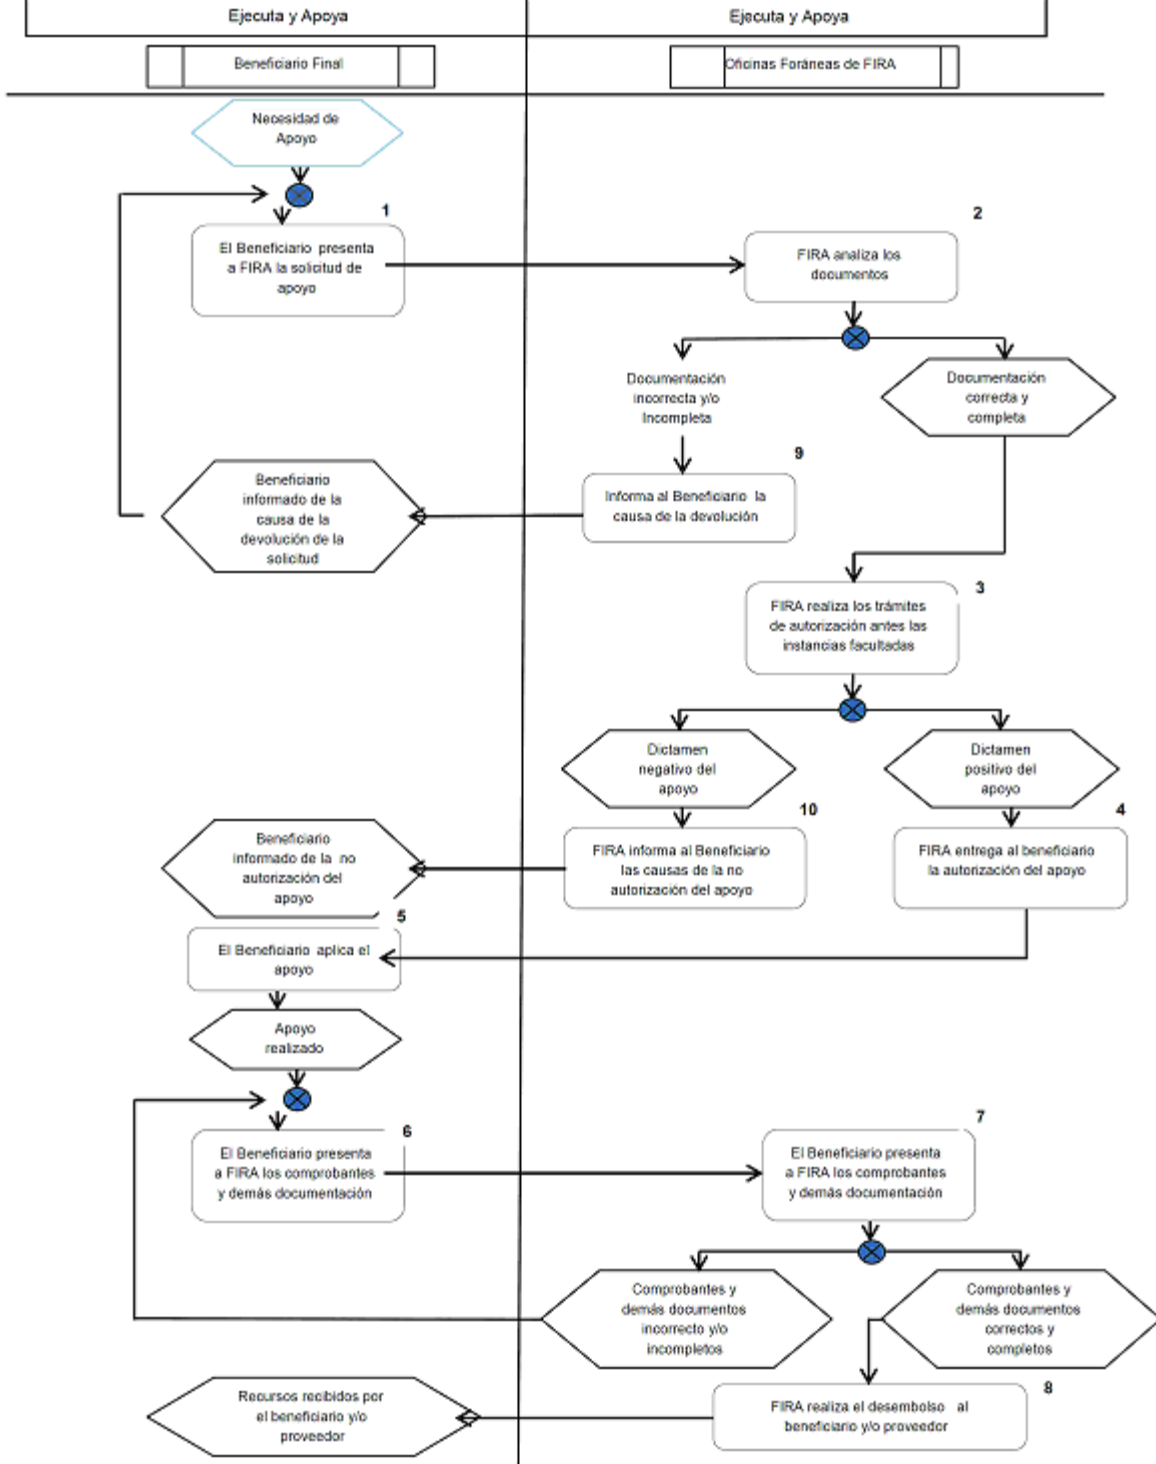 Ejecuta y Apoya
Ejecuta y Apoya
Beneficiario Final
Oficinas Foráneas de FIRA
Necesidad de
Apoyo
1
El Beneficiario presenta
a FIRA la solicitud de
apoyo
2
FIRA analiza los
documentos
Documentación
incorrecta y/o
Incompleta
Documentación
correcta y
completa
9
Informa al Beneficiario la
causa de la devolución
Beneficiario
informado de la
causa de la
devolución de la
solicitud
3
FIRA realiza los trámites
de autorización antes las
instancias facultadas
Dictamen
negativo del
apoyo
Dictamen
positivo del
apoyo
10
FIRA informa al Beneficiario
las causas de la no
autorización del apoyo
4
FIRA entrega al beneficiario
la autorización del apoyo
Beneficiario
informado de la no
autorización del
apoyo
5
El Beneficiario aplica el
apoyo
Apoyo
realizado
6
El Beneficiario presenta
a FIRA los comprobantes
y demás documentación
7
El Beneficiario presenta
a FIRA los comprobantes
y demás documentación
Comprobantes y
demás documentos
incorrecto y/o
incompletos
Comprobantes y
demás documentos
correctos y
completos
8
FIRA realiza el desembolso al
beneficiario y/o proveedor
Recursos recibidos por
el beneficiario y/o
proveedor